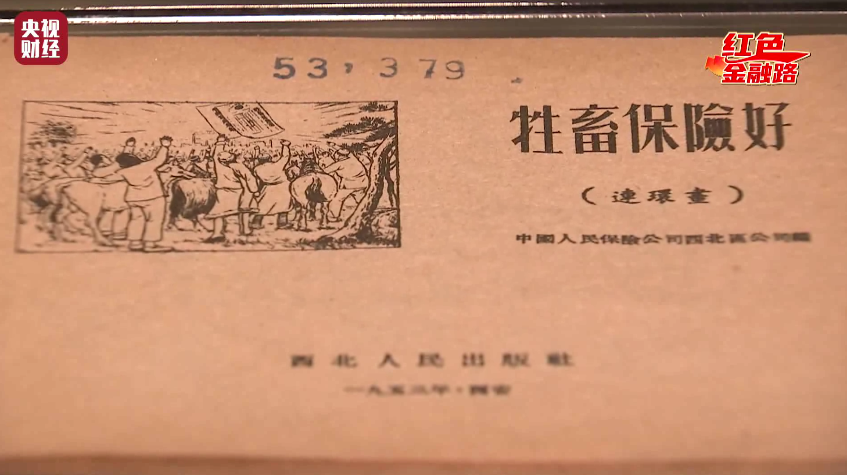 央视
财经
红色
金融路
53,379
牲畜保險好
(連環畫)
中國人民保險公司西北區公司編
西北人民出版社
一九五三年·西安